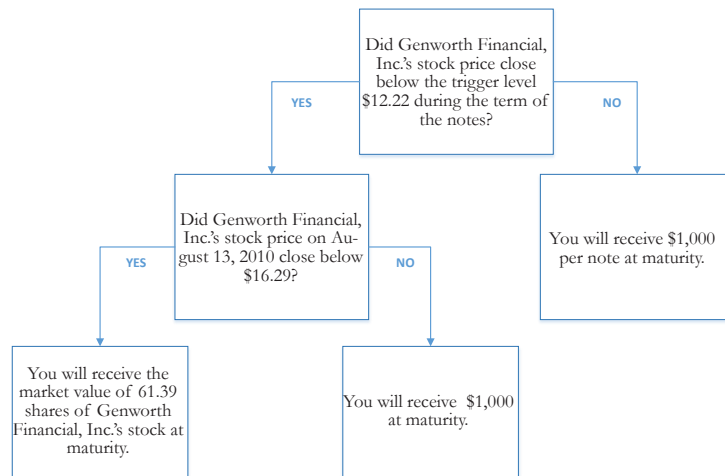 Did Genworth Financial,
Inc.'s stock price close
below the trigger level
$12.22 during the term of
the notes?
YES
NO
Did Genworth Financial,
Inc.'s stock price on Au-
gust 13, 2010 close below
$16.29?
You will receive $1,000
per note at maturity.
YES
NO
You will receive the
market value of 61.39
shares of Genworth
Financial, Inc.'s stock at
maturity.
You will receive $1,000
at maturity.